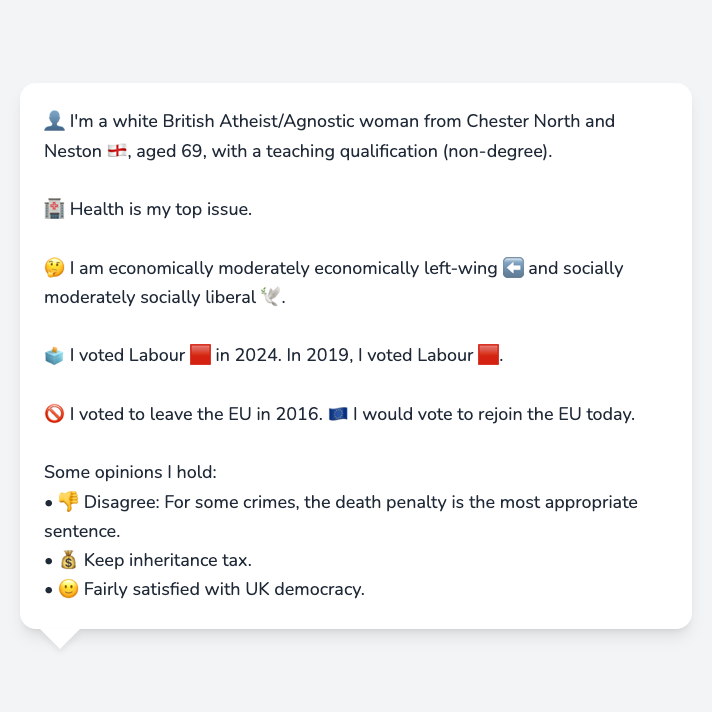 👤 I'm a white British Atheist/Agnostic woman from Chester North and
Neston 🏴󠁧󠁢󠁥󠁮󠁧󠁿, aged 69, with a teaching qualification (non-degree).
🏥 Health is my top issue.
🤔 I am economically moderately economically left-wing ⬅️ and socially
moderately socially liberal 🕊️.
🗳️ I voted Labour 🟥 in 2024. In 2019, I voted Labour 🟥.
🚫 I voted to leave the EU in 2016. 🇪🇺 I would vote to rejoin the EU today.
Some opinions I hold:
• 👎 Disagree: For some crimes, the death penalty is the most appropriate
sentence.
• 💰 Keep inheritance tax.
• 🙂 Fairly satisfied with UK democracy.